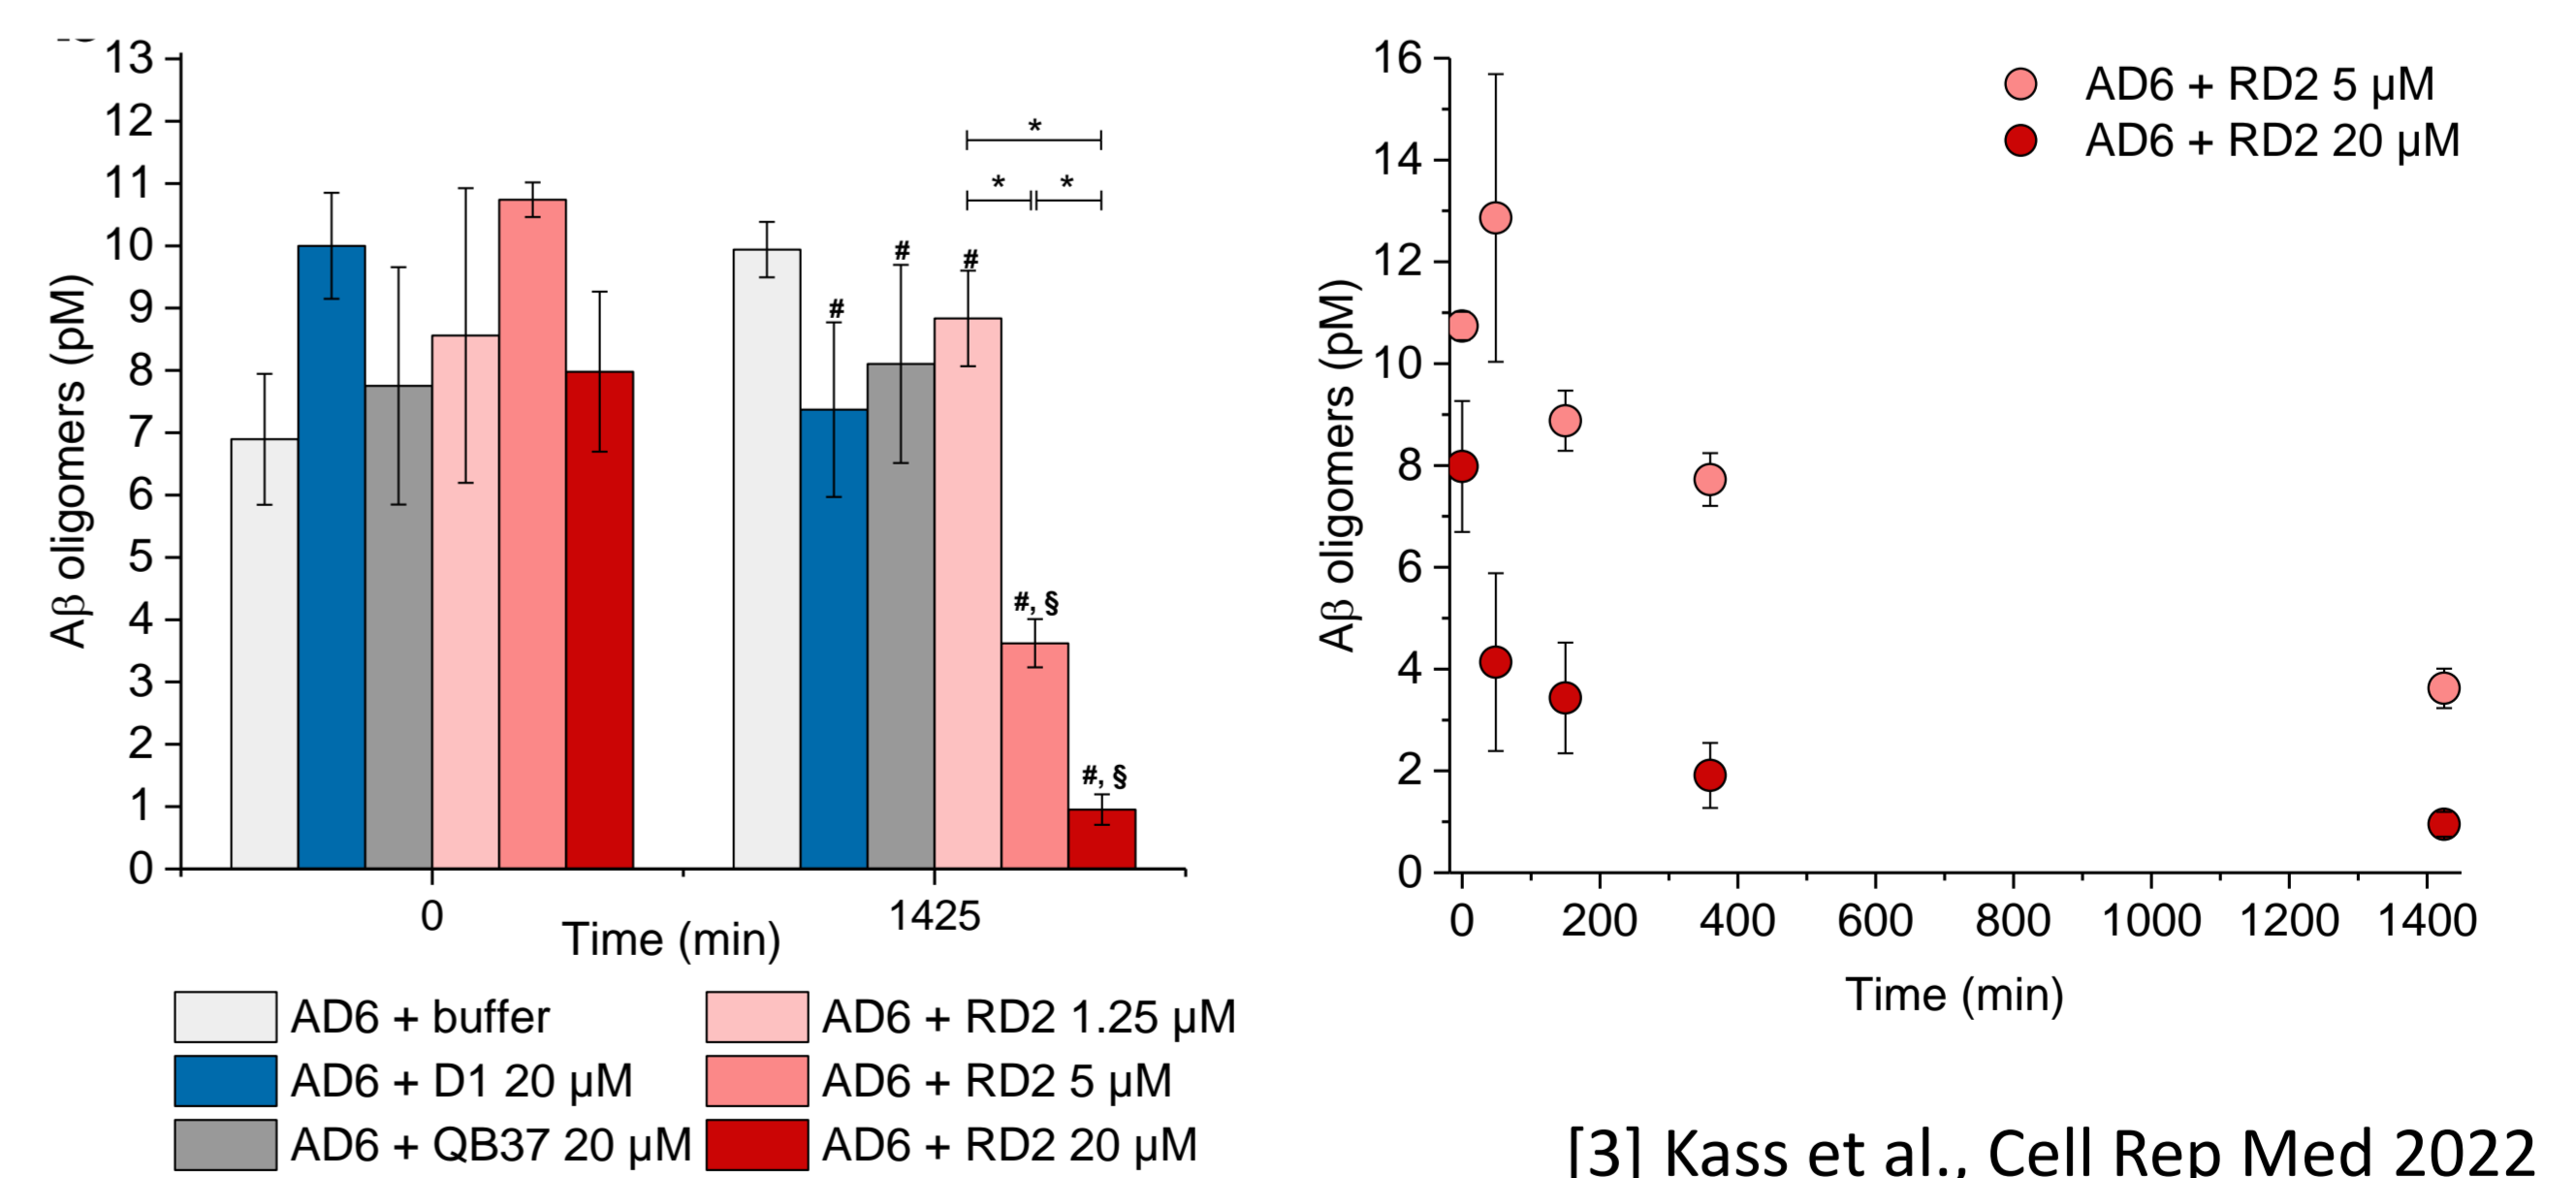 13
12
11
10
9
8
7
6
5
4
3
2
1
0
Aβ oligomers (pM)
*
* *
# # # #, § #, §
0 1425
Time (min)
AD6 + buffer
AD6 + D1 20 µM
AD6 + QB37 20 µM
AD6 + RD2 1.25 µM
AD6 + RD2 5 µM
AD6 + RD2 20 µM
16
14
12
10
8
6
4
2
0
Aβ oligomers (pM)
AD6 + RD2 5 µM
AD6 + RD2 20 µM
0 200 400 600 800 1000 1200 1400
Time (min)
[3] Kass et al., Cell Rep Med 2022